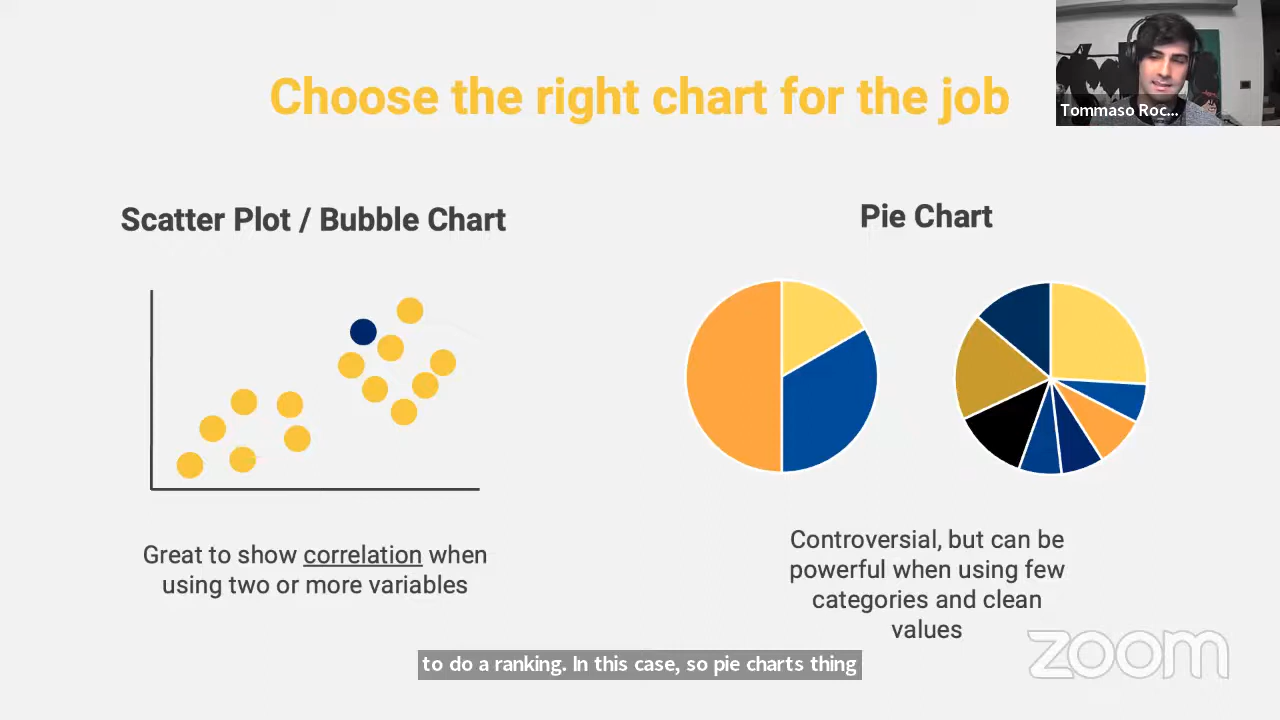 Choose the right chart for the job
Tommaso Roc...
Scatter Plot / Bubble Chart
Pie Chart
Great to show correlation when
using two or more variables
Controversial, but can be
powerful when using few
categories and clean
values
zoom
to do a ranking. In this case, so pie charts thing